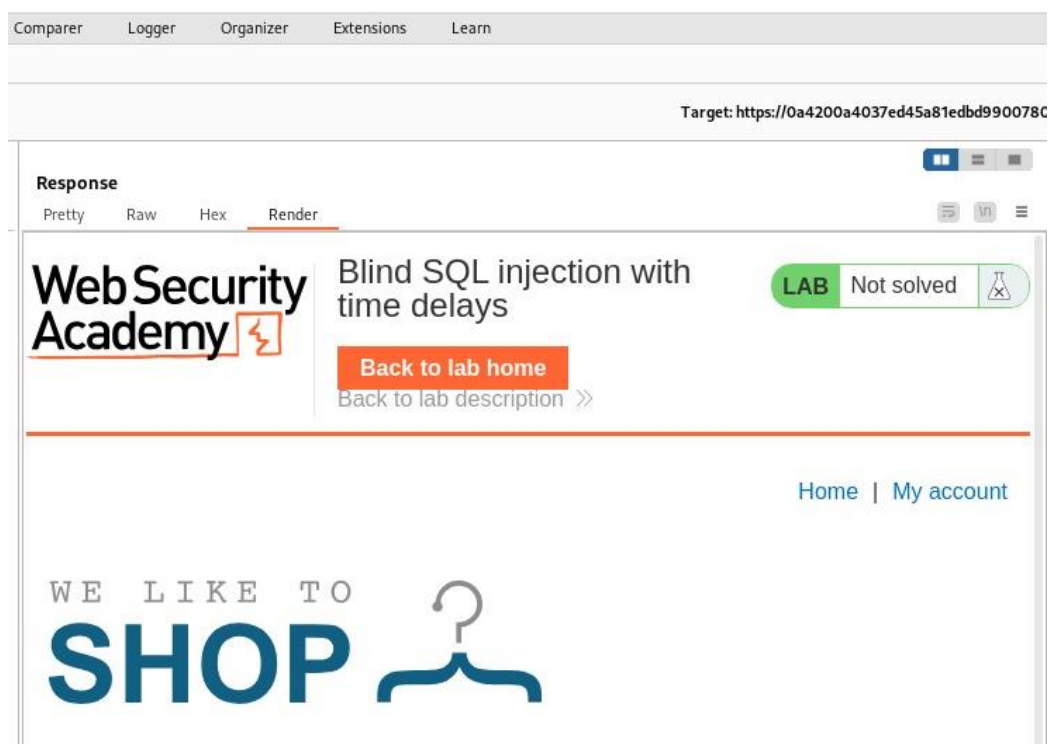 Comparer Logger Organizer Extensions Learn
Target: https://0a4200a4037ed45a81edbd9900780
Response
Pretty Raw Hex Render
\n
Web Security
Academy
Blind SQL injection with
time delays
LAB Not solved
Back to lab home
Back to lab description
Home | My account
WE LIKE TO
SHOP